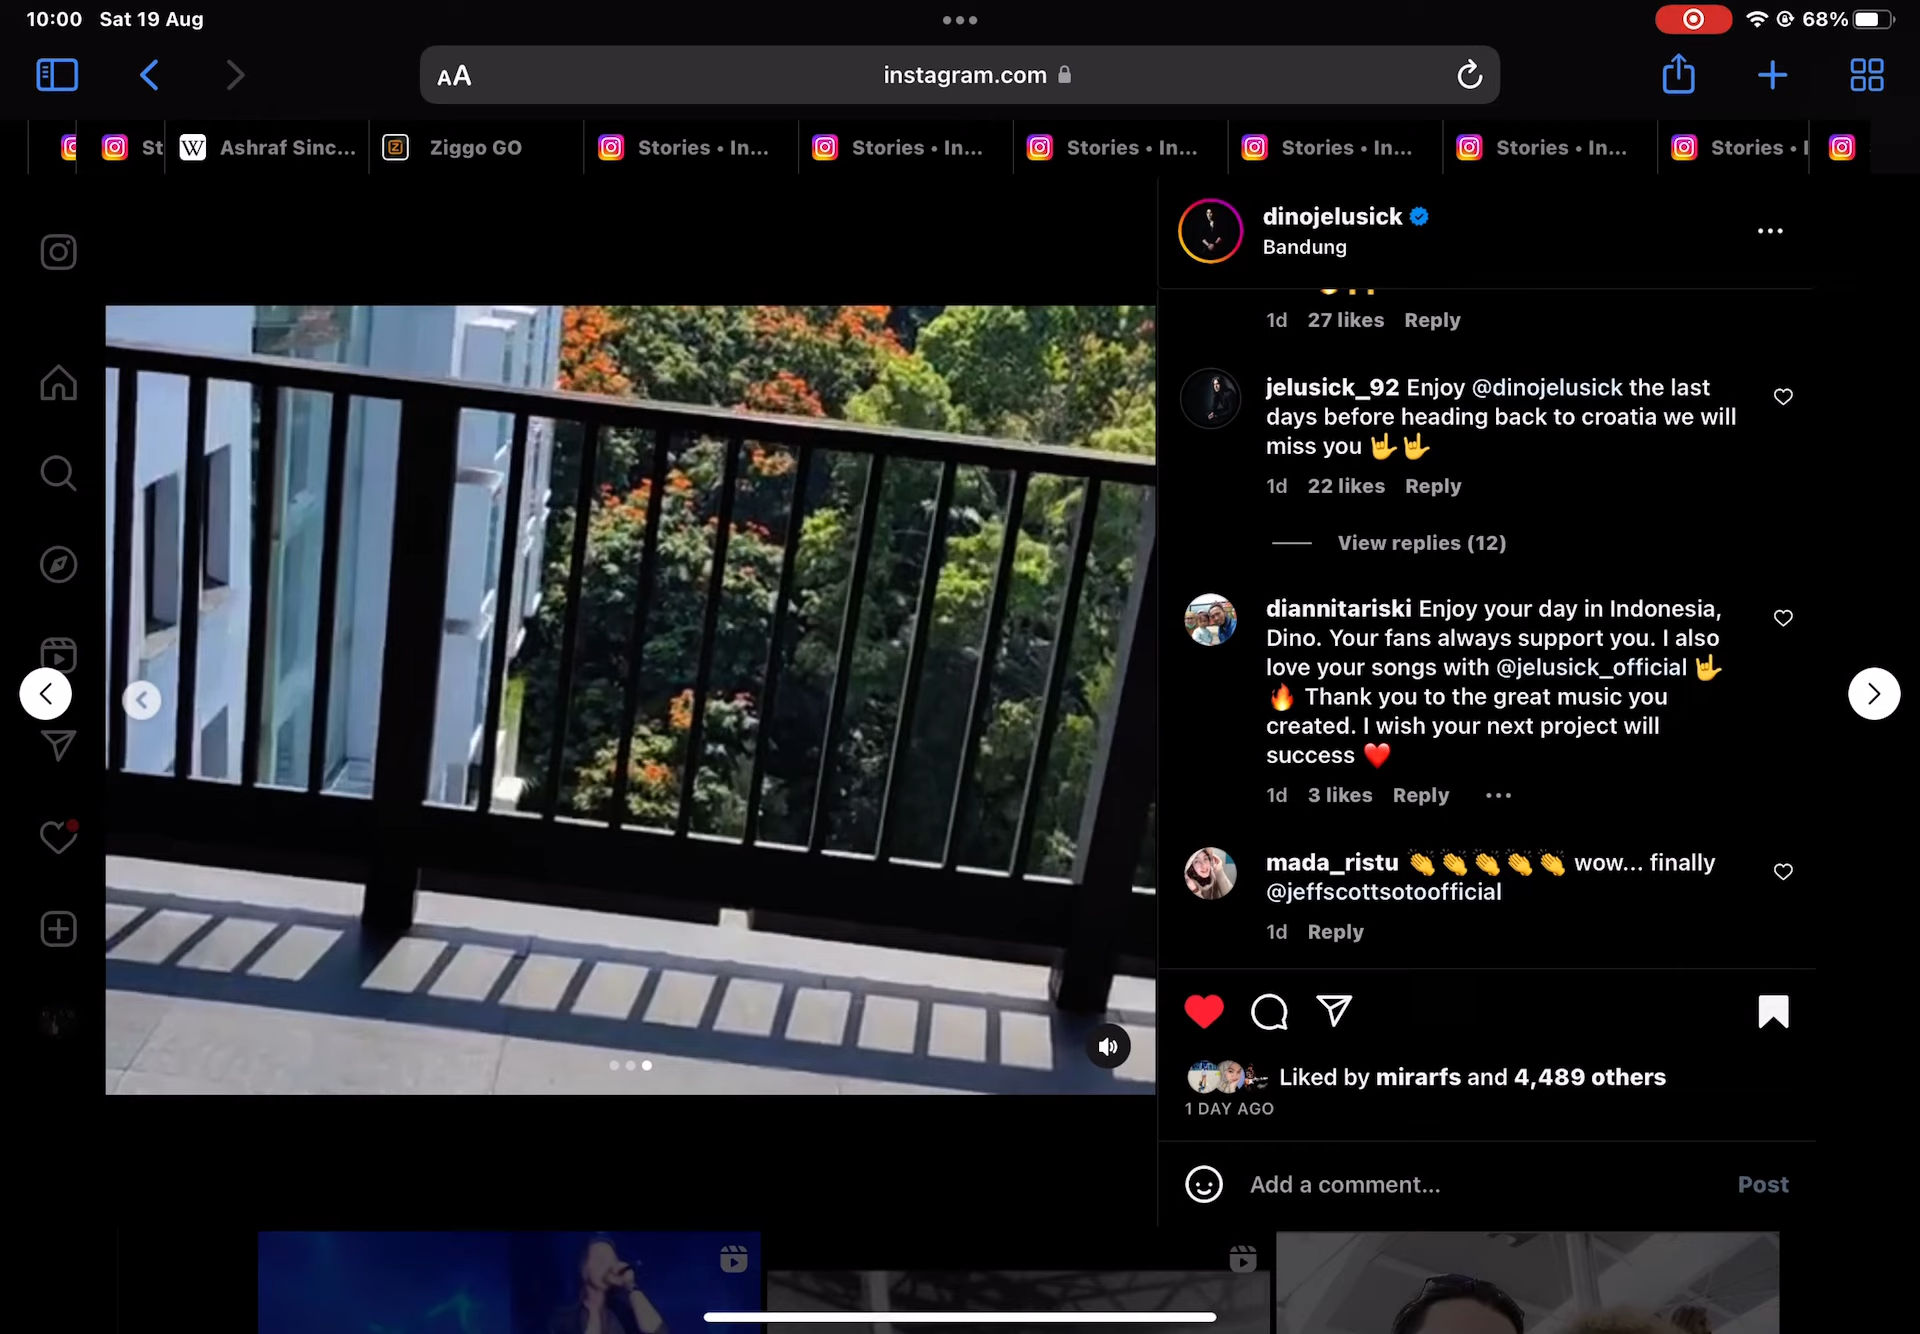 10:00 Sat 19 Aug
68%
AA
instagram.com
St
Ashraf Sinc...
Ziggo GO
Stories • In...
Stories • In...
Stories • In...
Stories • In...
Stories • In...
Stories • I
dinojelusick
Bandung
1d 27 likes Reply
jelusick_92 Enjoy @dinojelusick the last
days before heading back to croatia we will
miss you 🤟🤟
1d 22 likes Reply
View replies (12)
diannitariski Enjoy your day in Indonesia,
Dino. Your fans always support you. I also
love your songs with @jelusick_official 🤟
🔥 Thank you to the great music you
created. I wish your next project will
success ❤️
1d 3 likes Reply
mada_ristu 👏👏👏👏👏 wow... finally
@jeffscottsotoofficial
1d Reply
Liked by mirarfs and 4,489 others
1 DAY AGO
Add a comment...
Post